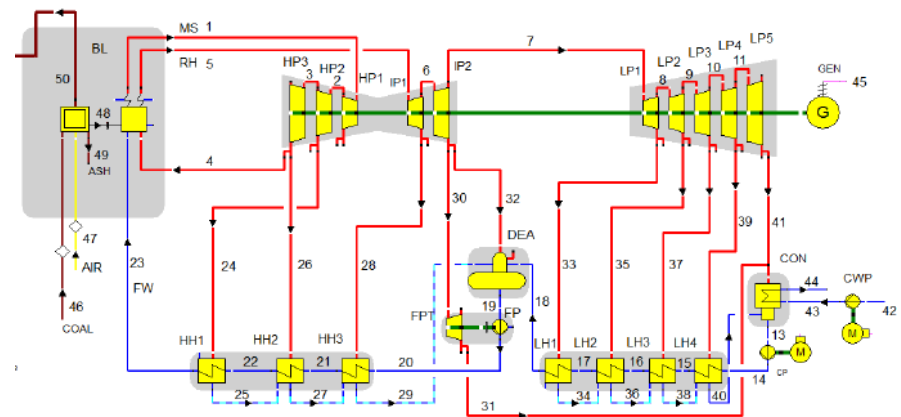 MS 1
7
BL
RH 5
HP3
3
HP2
2
HP1
IP1
6
IP2
LP1
LP2
8
LP3
9
LP4
10
11
LP5
GEN
45
50
48
G
49
ASH
4
47
AIR
46
COAL
23
FW
24
26
28
30
32
DEA
33
35
37
39
41
CON
44
CWP
43
42
M
18
19
FPT
FP
13
M
CP
14
HH1
22
HH2
21
HH3
20
LH1
17
LH2
16
LH3
15
LH4
25
27
29
34
36
38
40
31